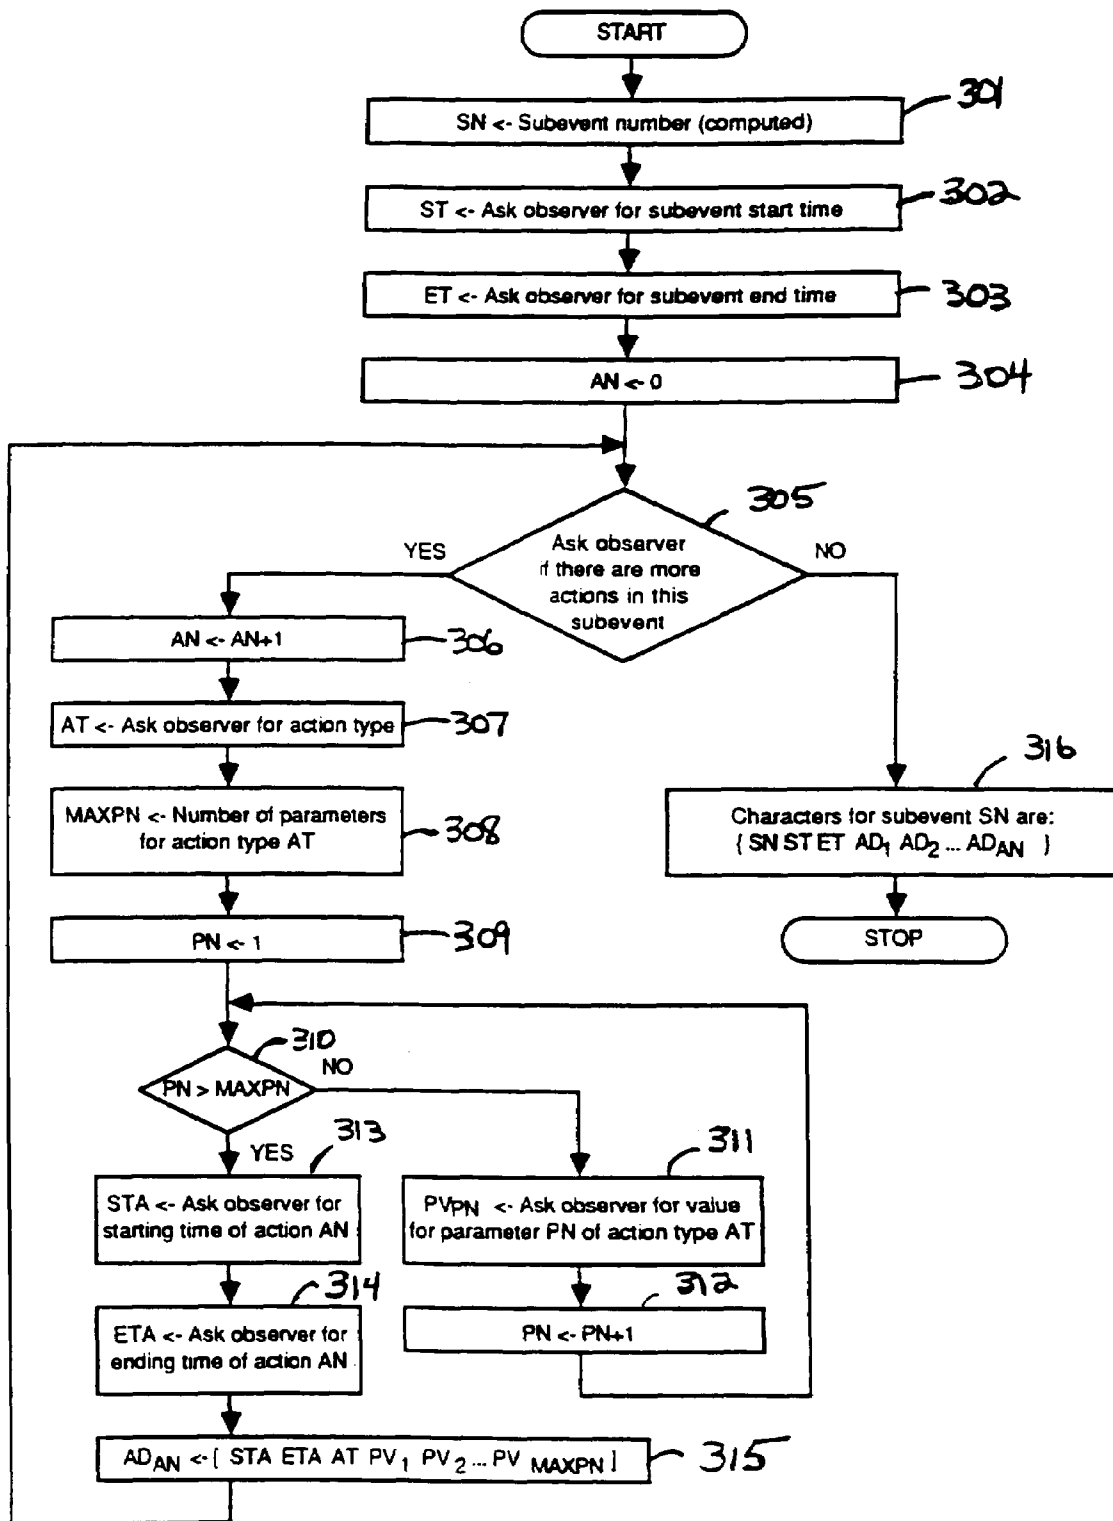 START
301
SN <- Subevent number (computed)
302
ST <- Ask observer for subevent start time
303
ET <- Ask observer for subevent end time
304
AN <- 0
305
YES
Ask observer
if there are more
actions in this
subevent
NO
AN <- AN+1
306
AT <- Ask observer for action type
307
316
MAXPN <- Number of parameters
for action type AT
308
Characters for subevent SN are:
{ SN ST ET AD1 AD2 ... ADAN }
PN <- 1
309
STOP
310
PN > MAXPN
NO
YES
313
311
STA <- Ask observer for
starting time of action AN
PVPN <- Ask observer for value
for parameter PN of action type AT
314
312
ETA <- Ask observer for
ending time of action AN
PN <- PN+1
ADAN <- [ STA ETA AT PV1 PV2 ... PV MAXPN ]
315